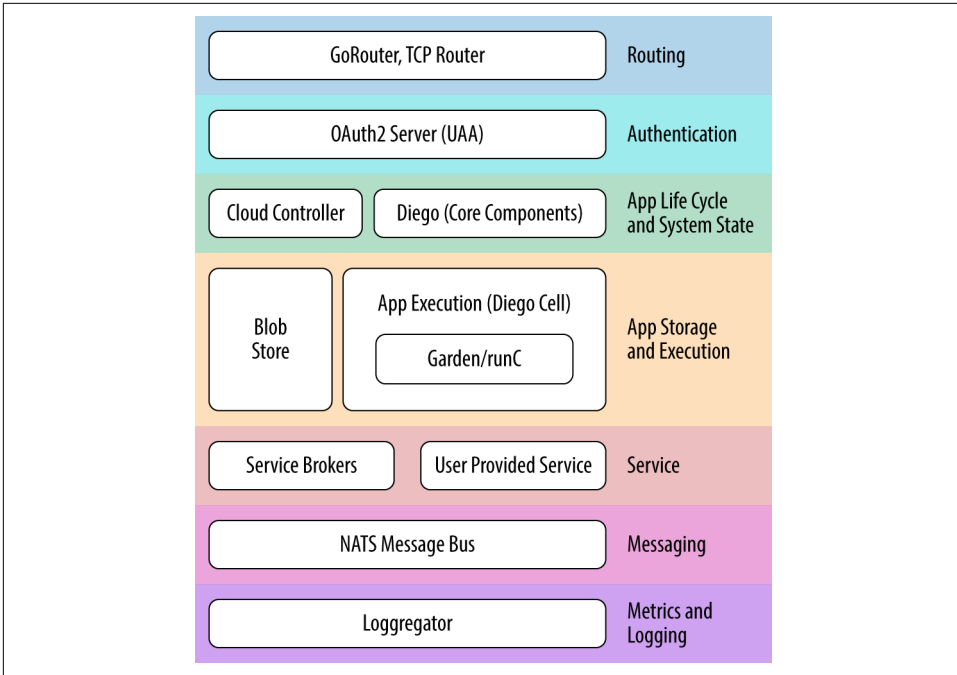 GoRouter, TCP Router
Routing
OAuth2 Server (UAA)
Authentication
Cloud Controller
Diego (Core Components)
App Life Cycle
and System State
Blob
Store
App Execution (Diego Cell)
Garden/runC
App Storage
and Execution
Service Brokers
User Provided Service
Service
NATS Message Bus
Messaging
Loggregator
Metrics and
Logging